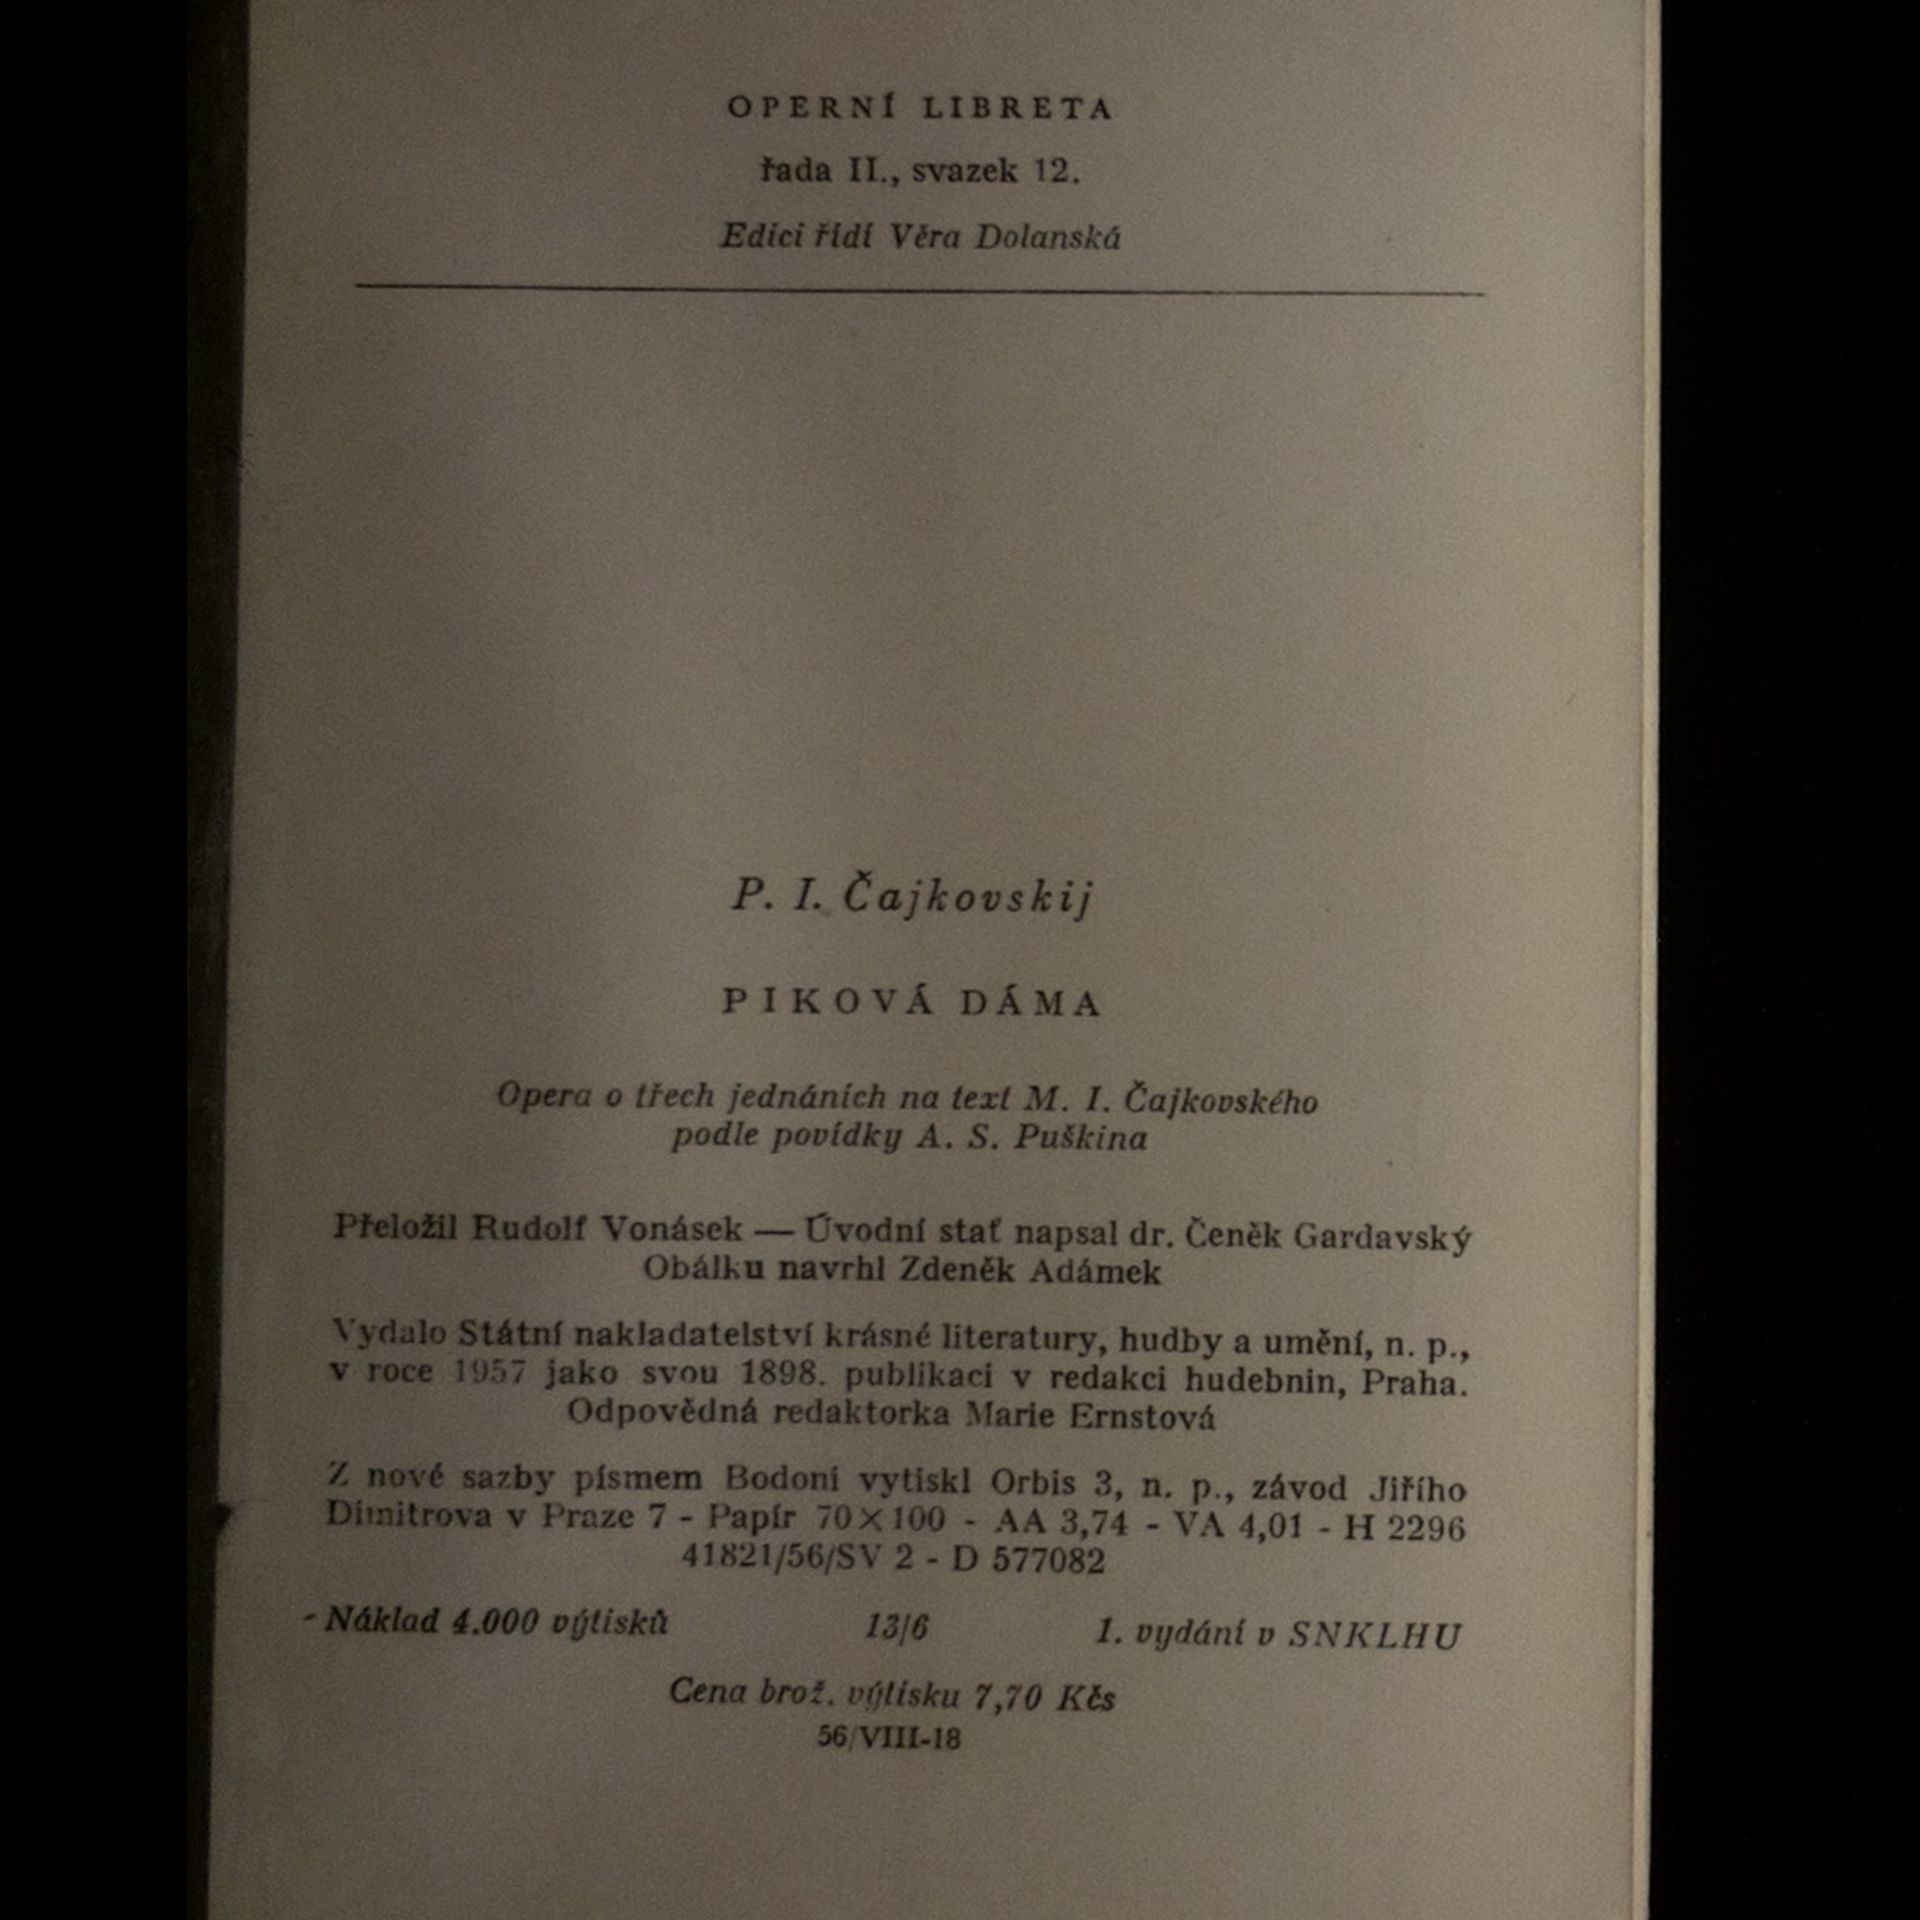 OPERNÍ LIBRETA
řada II., svazek 12.
Edici řídí Věra Dolanská
P. I. Čajkovskij
PIKOVÁ DÁMA
Opera o třech jednáních na text M. I. Čajkovského
podle povídky A. S. Puškina
Přeložil Rudolf Vonásek — Úvodní stať napsal dr. Čeněk Gardavský
Obálku navrhl Zdeněk Adámek
Vydalo Státní nakladatelství krásné literatury, hudby a umění, n. p.,
v roce 1957 jako svou 1898. publikaci v redakci hudebnin, Praha.
Odpovědná redaktorka Marie Ernstová
Z nové sazby písmem Bodoni vytiskl Orbis 3, n. p., závod Jiřího
Dimitrova v Praze 7 - Papír 70×100 - AA 3,74 - VA 4,01 - H 2296
41821/56/SV 2 - D 577082
- Náklad 4.000 výtisků 13/6 1. vydání v SNKLHU
Cena brož. výtisku 7,70 Kčs
56/VIII-18